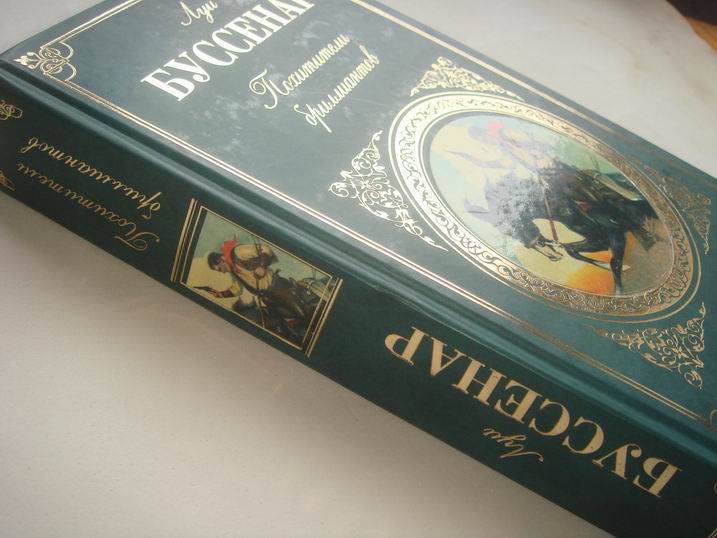 Луи
БУССЕНАР
Похитители
бриллиантов
Похитители
бриллиантов
Луи
БУССЕНАР